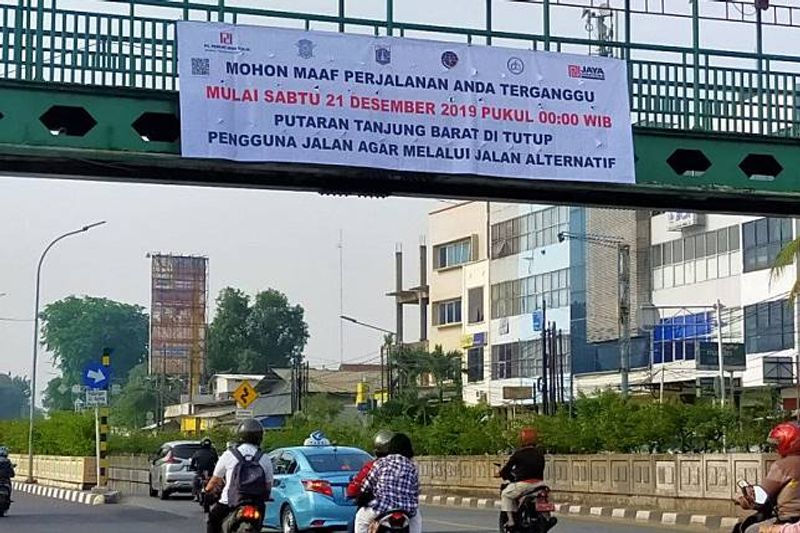 MOHON MAAF PERJALANAN ANDA TERGANGGU
MULAI SABTU 21 DESEMBER 2019 PUKUL 00:00 WIB
PUTARAN TANJUNG BARAT DI TUTUP
PENGGUNA JALAN AGAR MELALUI JALAN ALTERNATIF
JAYA